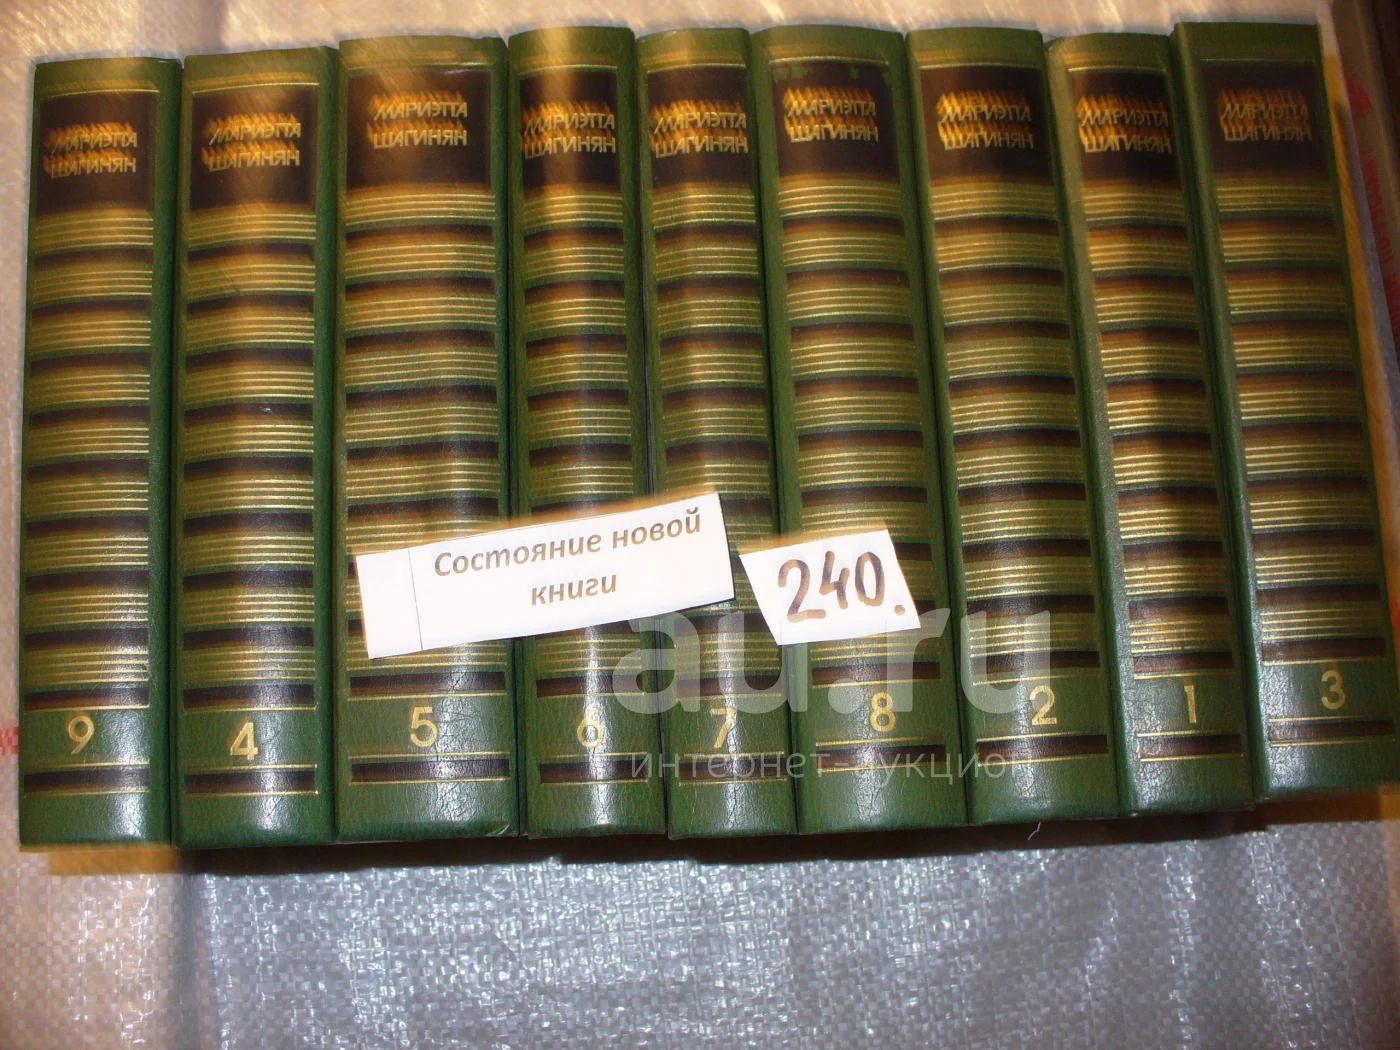 МАРИЭТТА
ШАГИНЯН
9
МАРИЭТТА
ШАГИНЯН
4
МАРИЭТТА
ШАГИНЯН
5
МАРИЭТТА
ШАГИНЯН
6
МАРИЭТТА
ШАГИНЯН
7
МАРИЭТТА
ШАГИНЯН
8
МАРИЭТТА
ШАГИНЯН
2
МАРИЭТТА
ШАГИНЯН
1
МАРИЭТТА
ШАГИНЯН
3
Состояние новой
книги
240.
au.ru
интернет-аукцион